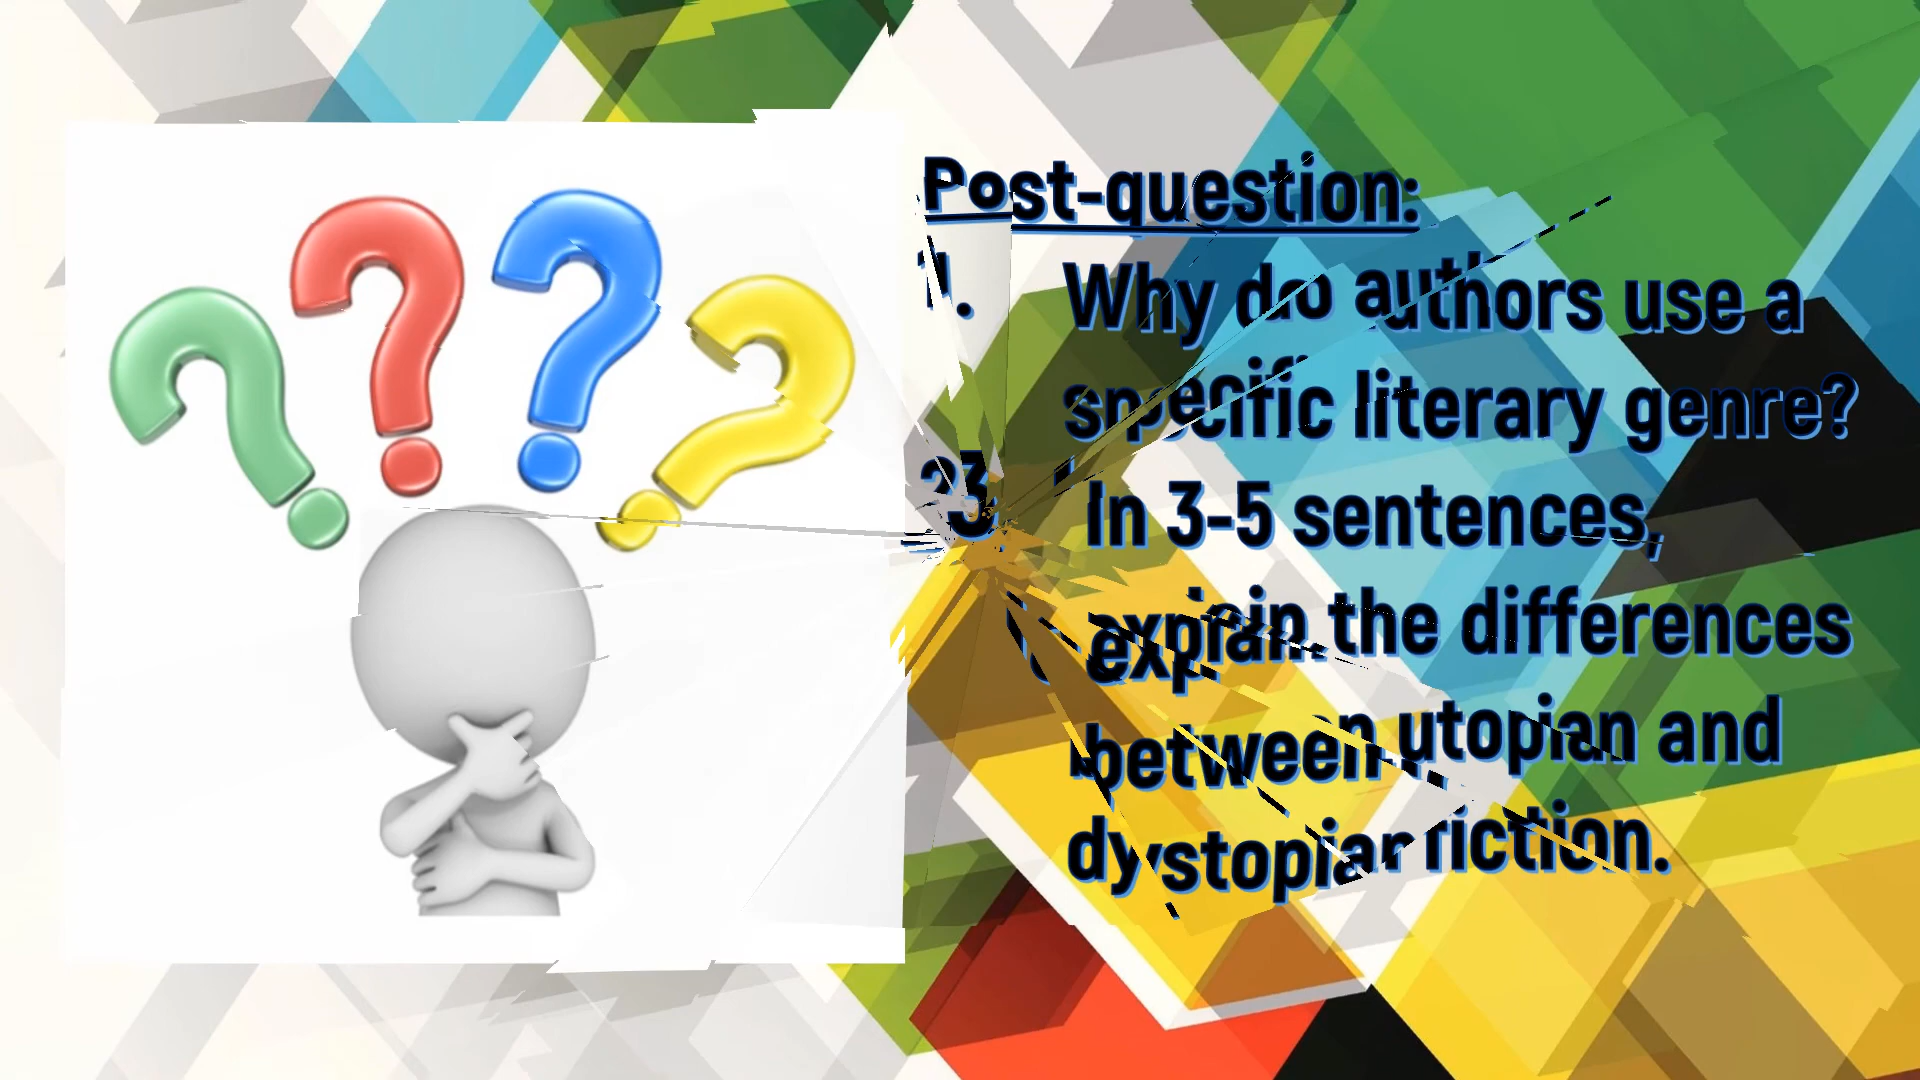 Post-question:
1. Why do authors use a
specific literary genre?
In 3-5 sentences,
explain the differences
between utopian and
dystopian fiction.